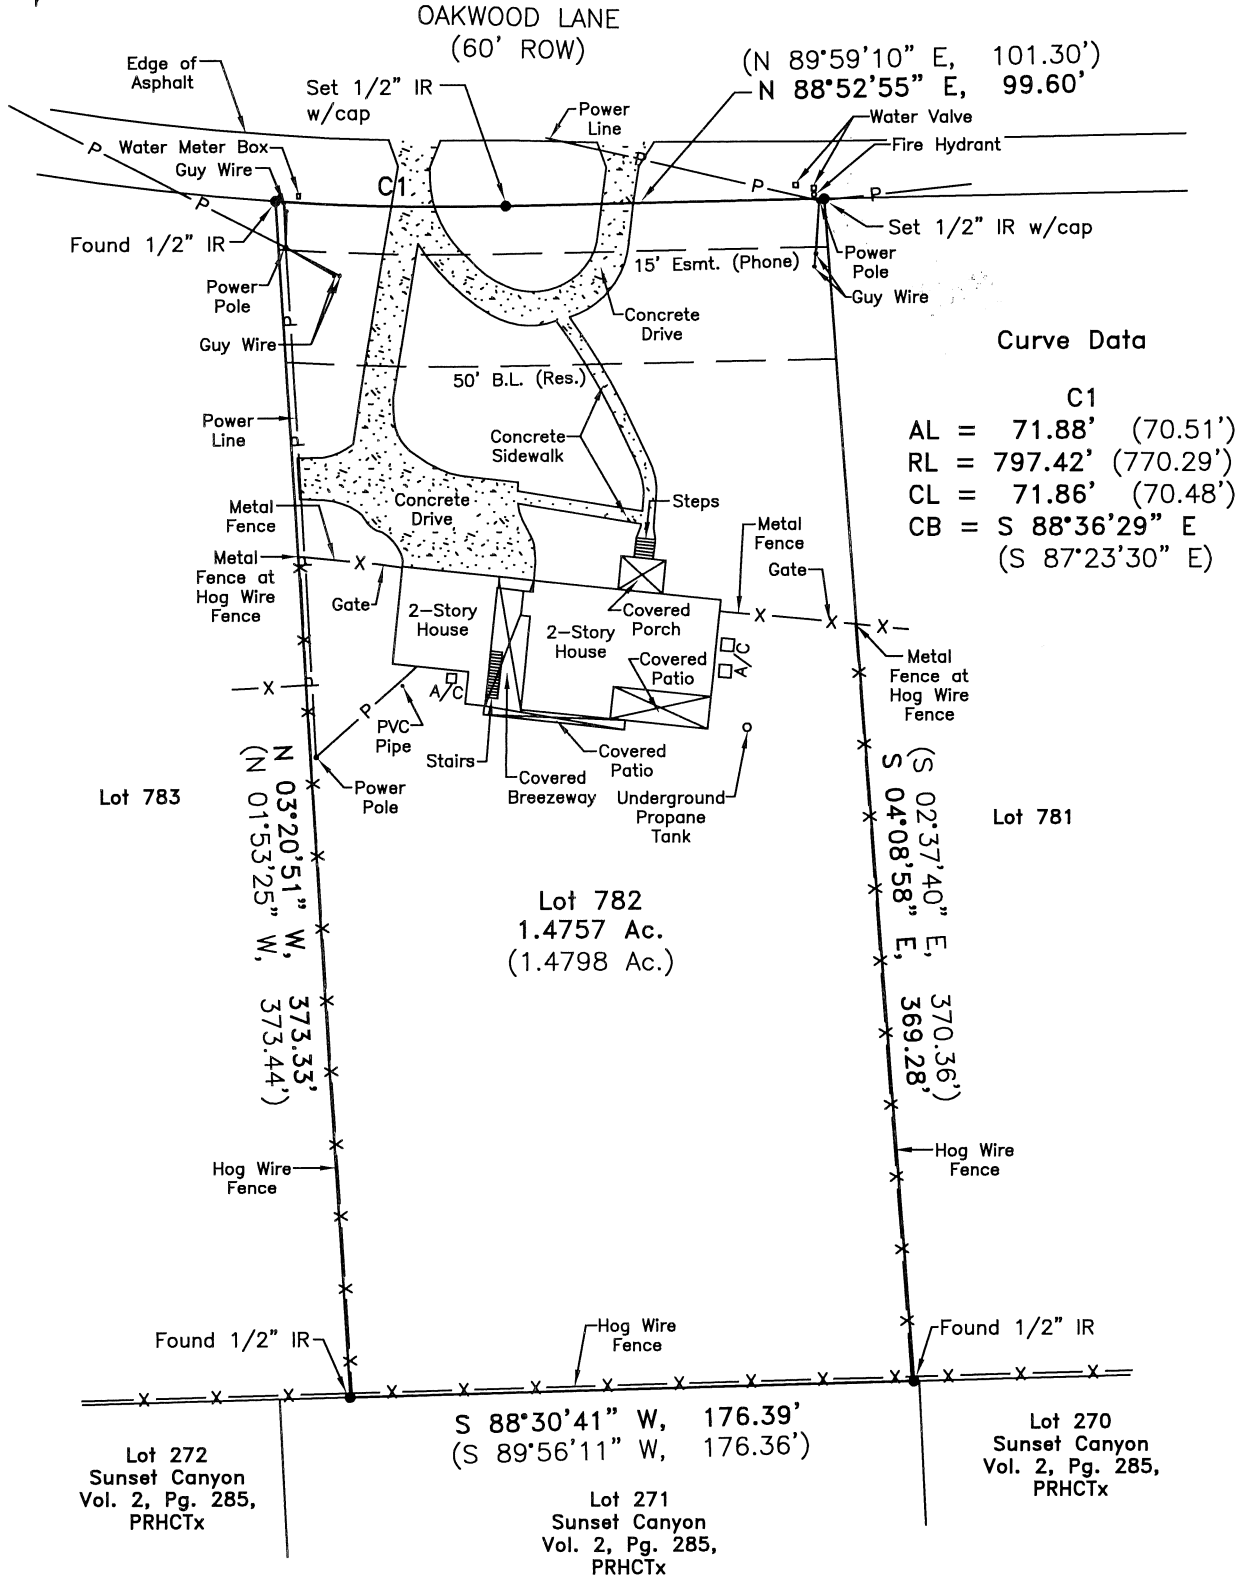 OAKWOOD LANE
(60' ROW)
(N 89°59'10" E, 101.30')
N 88°52'55" E, 99.60'
Edge of
Asphalt
Set 1/2" IR
w/cap
Power
Line
Water Valve
Fire Hydrant
Water Meter Box
Guy Wire
P
P
P
P
P
C1
Found 1/2" IR
Set 1/2" IR w/cap
15' Esmt. (Phone)
Power
Pole
Guy Wire
Power
Pole
Guy Wire
P
Concrete
Drive
Curve Data
C1
AL = 71.88' (70.51')
RL = 797.42' (770.29')
CL = 71.86' (70.48')
CB = S 88°36'29" E
(S 87°23'30" E)
50' B.L. (Res.)
Power
Line
P
Concrete
Sidewalk
Concrete
Drive
Steps
Metal
Fence
Metal
Fence
Gate
Metal
Fence at
Hog Wire
Fence
X
Gate
2-Story
House
2-Story
House
Covered
Porch
X
X
X
A/C
Covered
Patio
Metal
Fence at
Hog Wire
Fence
X
P
A/C
P
PVC
Pipe
Stairs
Covered
Breezeway
Covered
Patio
Underground
Propane
Tank
Power
Pole
Lot 783
N 03°20'51" W, 373.33'
(N 01°53'25" W, 373.44')
(S 02°37'40" E, 370.36')
S 04°08'58" E, 369.28'
Lot 781
Lot 782
1.4757 Ac.
(1.4798 Ac.)
Hog Wire
Fence
Hog Wire
Fence
Found 1/2" IR
Hog Wire
Fence
Found 1/2" IR
X X X X X X X X X X X X X
S 88°30'41" W, 176.39'
(S 89°56'11" W, 176.36')
Lot 272
Sunset Canyon
Vol. 2, Pg. 285,
PRHCTx
Lot 271
Sunset Canyon
Vol. 2, Pg. 285,
PRHCTx
Lot 270
Sunset Canyon
Vol. 2, Pg. 285,
PRHCTx